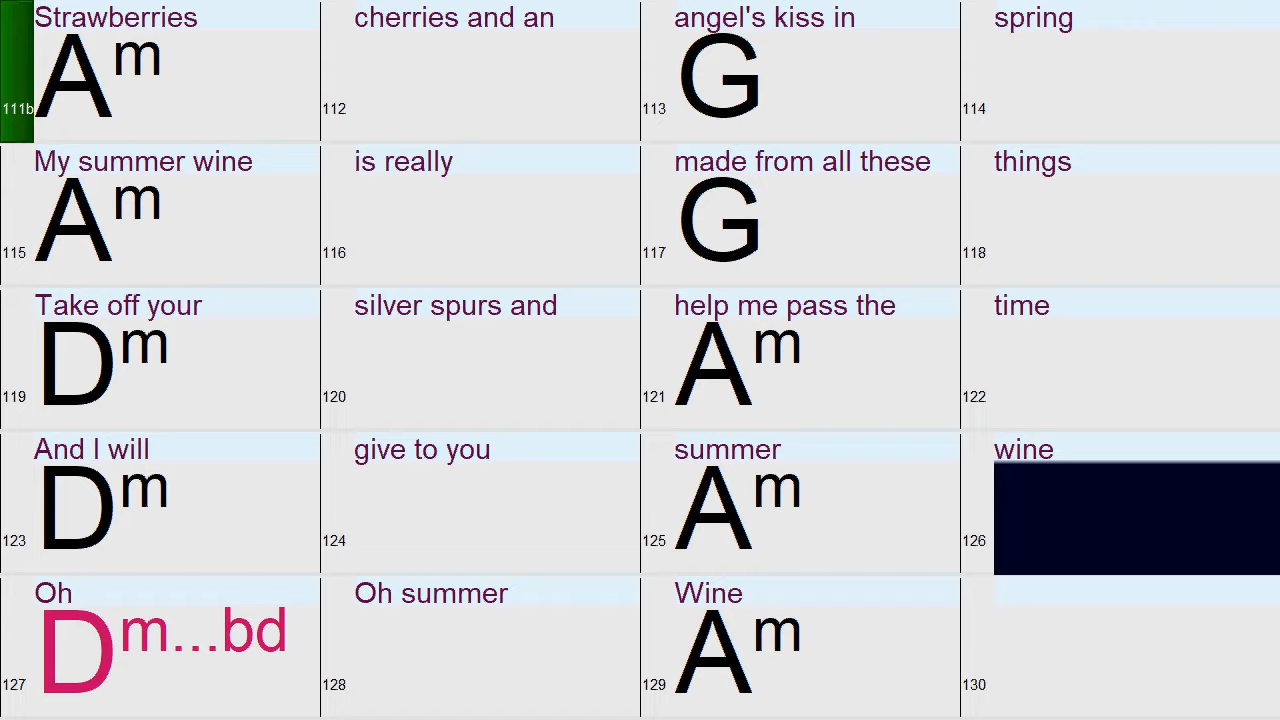 Strawberries cherries and an angel's kiss in spring
Am G
111b 112 113 114
My summer wine is really made from all these things
Am G
115 116 117 118
Take off your silver spurs and help me pass the time
Dm Am
119 120 121 122
And I will give to you summer wine
Dm Am
123 124 125 126
Oh Oh summer Wine
Dm...bd Am
127 128 129 130